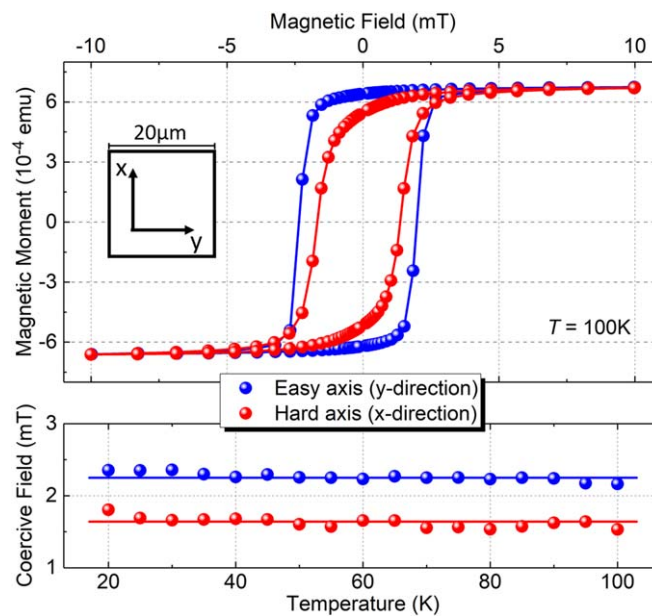 Magnetic Field (mT)
-10 -5 0 5 10
Magnetic Moment (10⁻⁴ emu)
6
3
0
-3
-6
20μm
x
y
T = 100K
Easy axis (y-direction)
Hard axis (x-direction)
Coercive Field (mT)
3
2
1
20 40 60 80 100
Temperature (K)